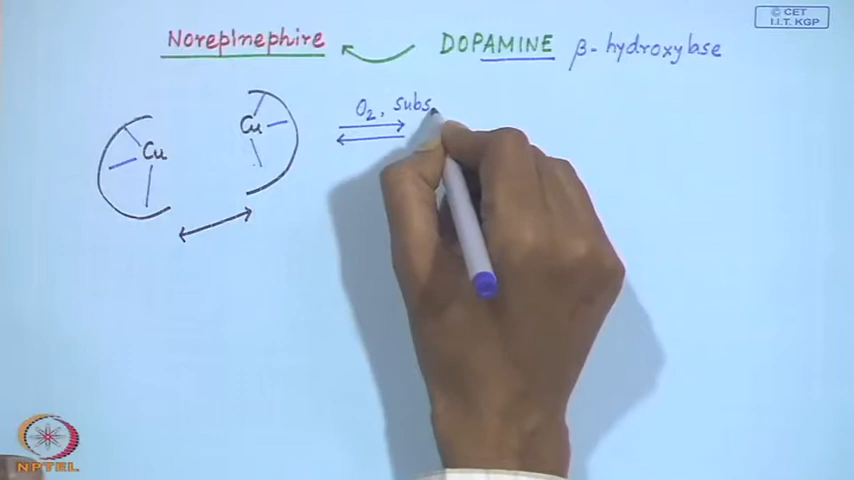 © CET
I.I.T. KGP
Norepinephire DOPAMINE β-hydroxylase
Cu Cu O2, subs
NPTEL